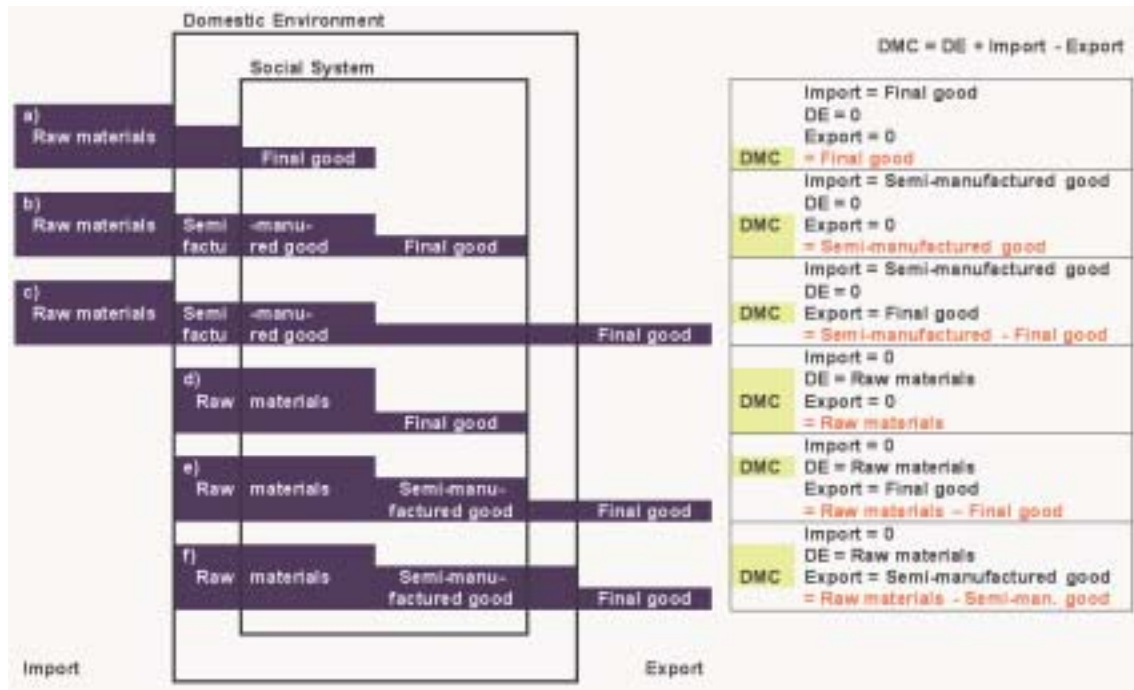 Domestic Environment
DMC = DE + Import - Export
Social System
a)
Raw materials
Final good
Import = Final good
DE = 0
Export = 0
DMC = Final good
b)
Raw materials Semi -manu-
factu red good Final good
Import = Semi-manufactured good
DE = 0
DMC Export = 0
= Semi-manufactured good
c)
Raw materials Semi -manu-
factu red good Final good
Import = Semi-manufactured good
DE = 0
DMC Export = Final good
= Semi-manufactured - Final good
d)
Raw materials
Final good
Import = 0
DE = Raw materials
DMC Export = 0
= Raw materials
e)
Raw materials Semi-manu-
factured good Final good
Import = 0
DMC DE = Raw materials
Export = Final good
= Raw materials - Final good
f)
Raw materials Semi-manu-
factured good Final good
Import = 0
DE = Raw materials
DMC Export = Semi-manufactured good
= Raw materials - Semi-man. good
Import
Export